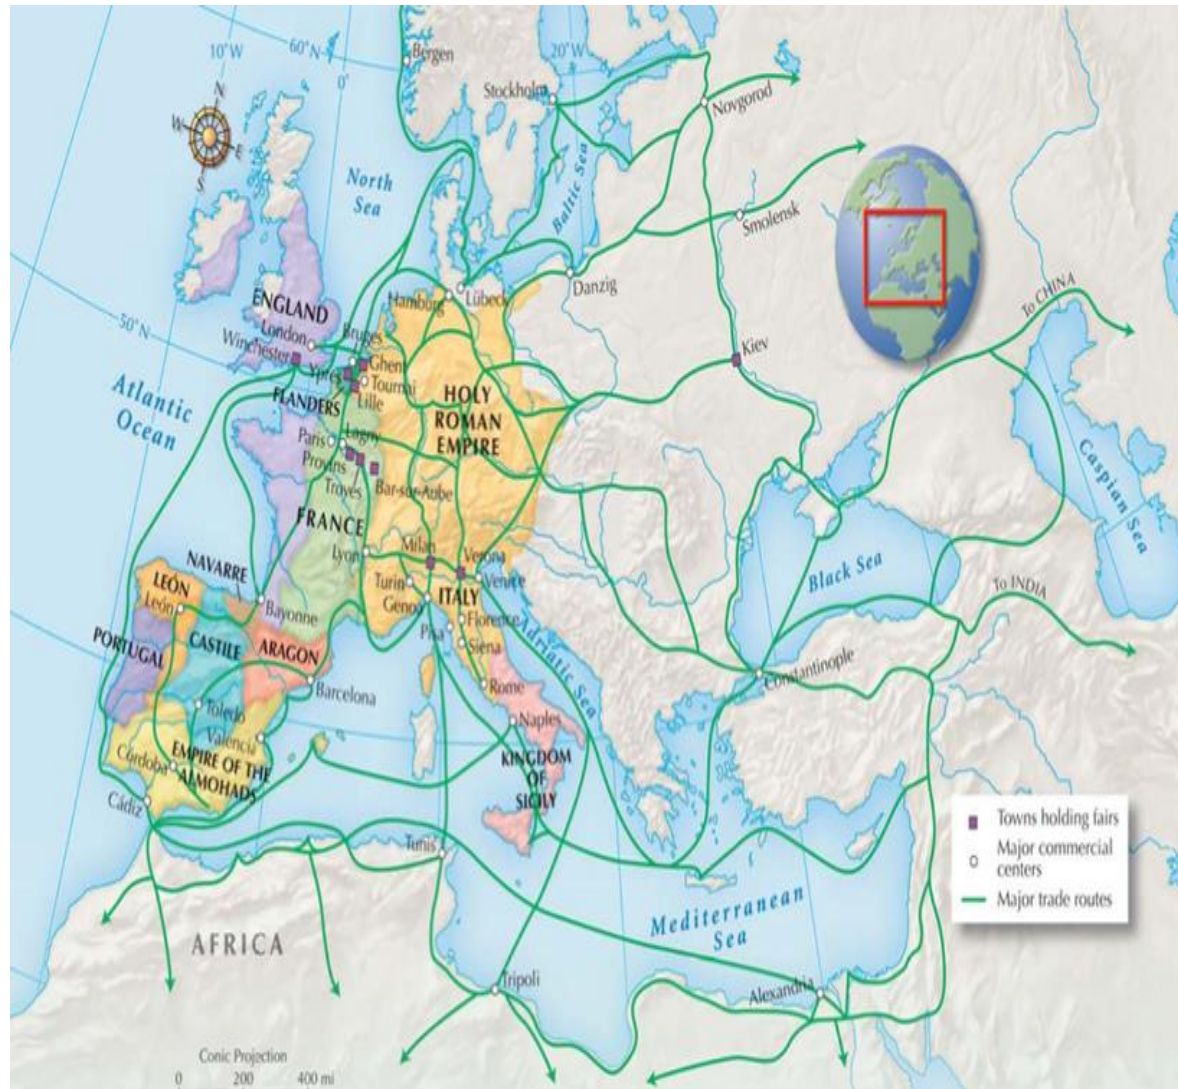 10°W
60°N
0°
20°W
Bergen
Stockholm
Novgorod
N
W
E
S
North
Sea
Baltic Sea
Smolensk
Danzig
Hamburg
Lübeck
To CHINA
50°N
ENGLAND
London
Winchester
Bruges
Ypres
Ghent
Tournai
Lille
FLANDERS
Kiev
Atlantic
Ocean
HOLY
ROMAN
EMPIRE
Paris
Lagny
Provins
Troyes
Bar-sur-Aube
Caspian Sea
FRANCE
Lyon
Milan
Verona
Venice
Turin
Genoa
ITALY
Black Sea
To INDIA
NAVARRE
LEÓN
León
Bayonne
Florence
Pisa
Siena
Adriatic Sea
PORTUGAL
CASTILE
ARAGON
Constantinople
Barcelona
Rome
Toledo
Naples
Valencia
Córdoba
EMPIRE OF THE
ALMOHADS
KINGDOM
OF
SICILY
Cádiz
Tunis
Towns holding fairs
Major commercial
centers
Major trade routes
Mediterranean
Sea
AFRICA
Tripoli
Alexandria
Conic Projection
0 200 400 mi